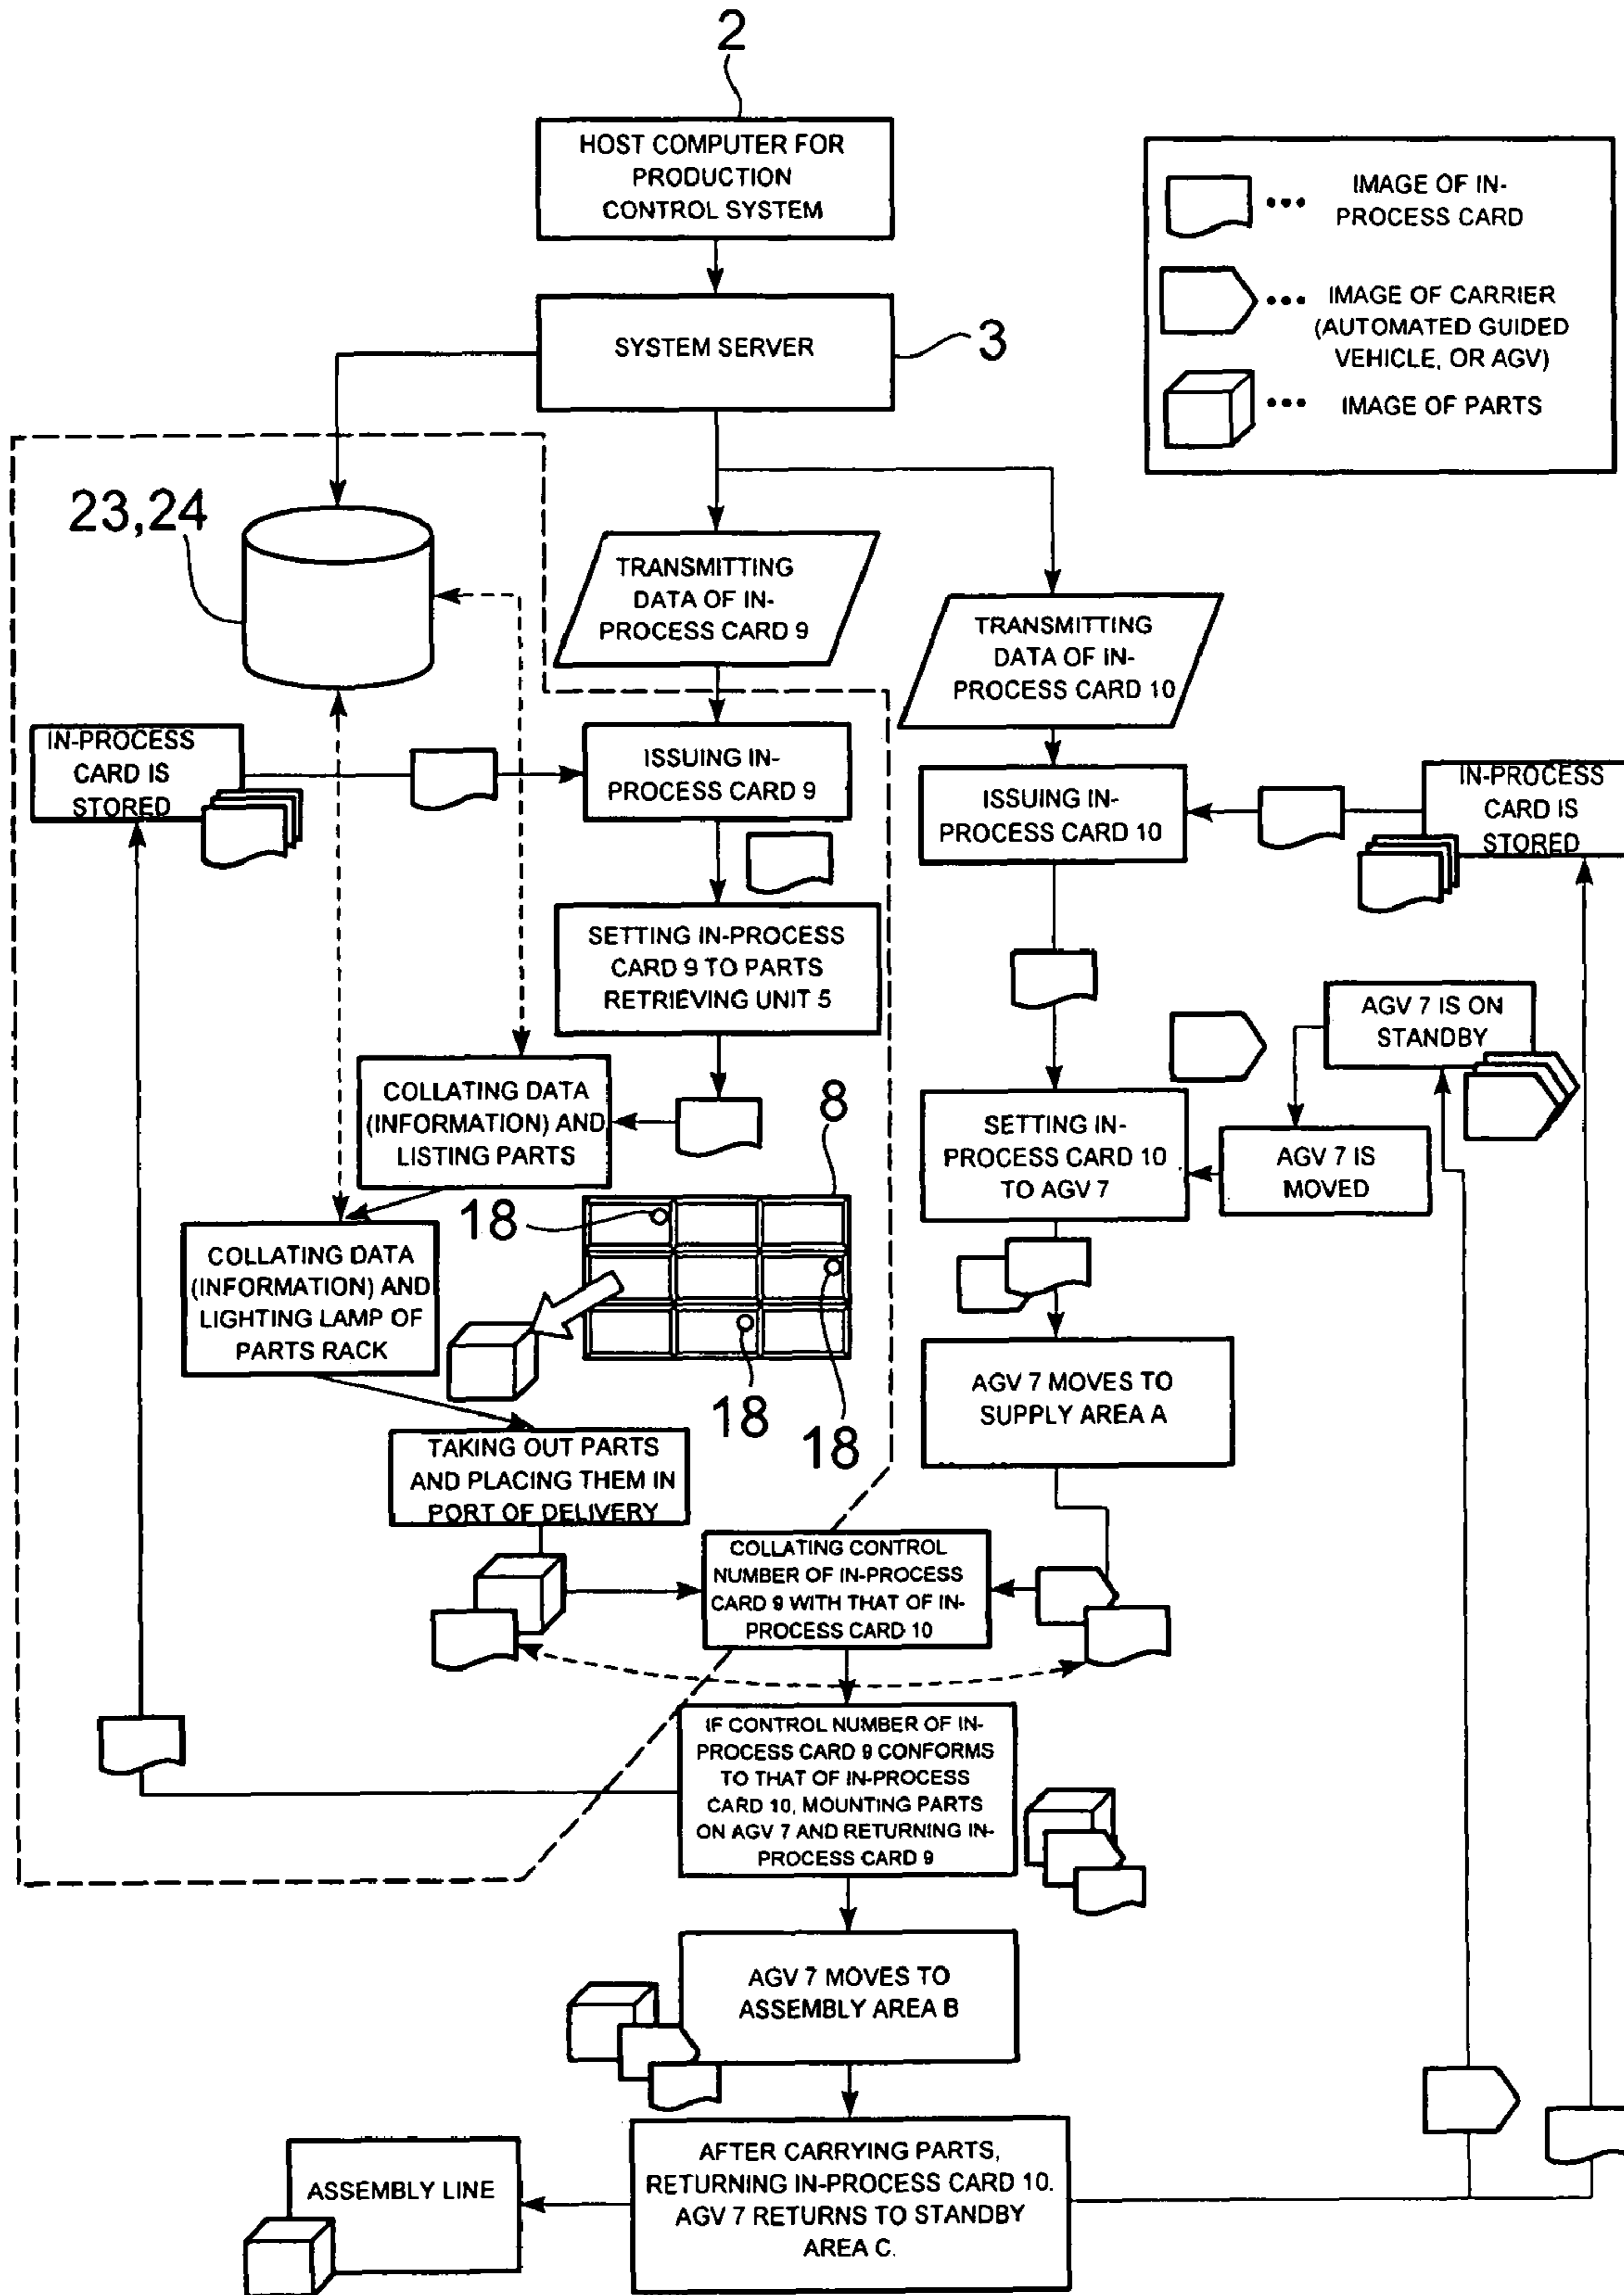 2
HOST COMPUTER FOR
PRODUCTION
CONTROL SYSTEM
IMAGE OF IN-
PROCESS CARD
IMAGE OF CARRIER
(AUTOMATED GUIDED
VEHICLE, OR AGV)
IMAGE OF PARTS
SYSTEM SERVER
3
23,24
TRANSMITTING
DATA OF IN-
PROCESS CARD 9
TRANSMITTING
DATA OF IN-
PROCESS CARD 10
IN-PROCESS
CARD IS
STORED
ISSUING IN-
PROCESS CARD 9
ISSUING IN-
PROCESS CARD 10
IN-PROCESS
CARD IS
STORED
SETTING IN-PROCESS
CARD 9 TO PARTS
RETRIEVING UNIT 5
AGV 7 IS ON
STANDBY
COLLATING DATA
(INFORMATION) AND
LISTING PARTS
8
SETTING IN-
PROCESS CARD 10
TO AGV 7
AGV 7 IS
MOVED
18
COLLATING DATA
(INFORMATION) AND
LIGHTING LAMP OF
PARTS RACK
18
18
AGV 7 MOVES TO
SUPPLY AREA A
TAKING OUT PARTS
AND PLACING THEM IN
PORT OF DELIVERY
COLLATING CONTROL
NUMBER OF IN-PROCESS
CARD 9 WITH THAT OF IN-
PROCESS CARD 10
IF CONTROL NUMBER OF IN-
PROCESS CARD 9 CONFORMS
TO THAT OF IN-PROCESS
CARD 10, MOUNTING PARTS
ON AGV 7 AND RETURNING IN-
PROCESS CARD 9
AGV 7 MOVES TO
ASSEMBLY AREA B
ASSEMBLY LINE
AFTER CARRYING PARTS,
RETURNING IN-PROCESS CARD 10.
AGV 7 RETURNS TO STANDBY
AREA C.